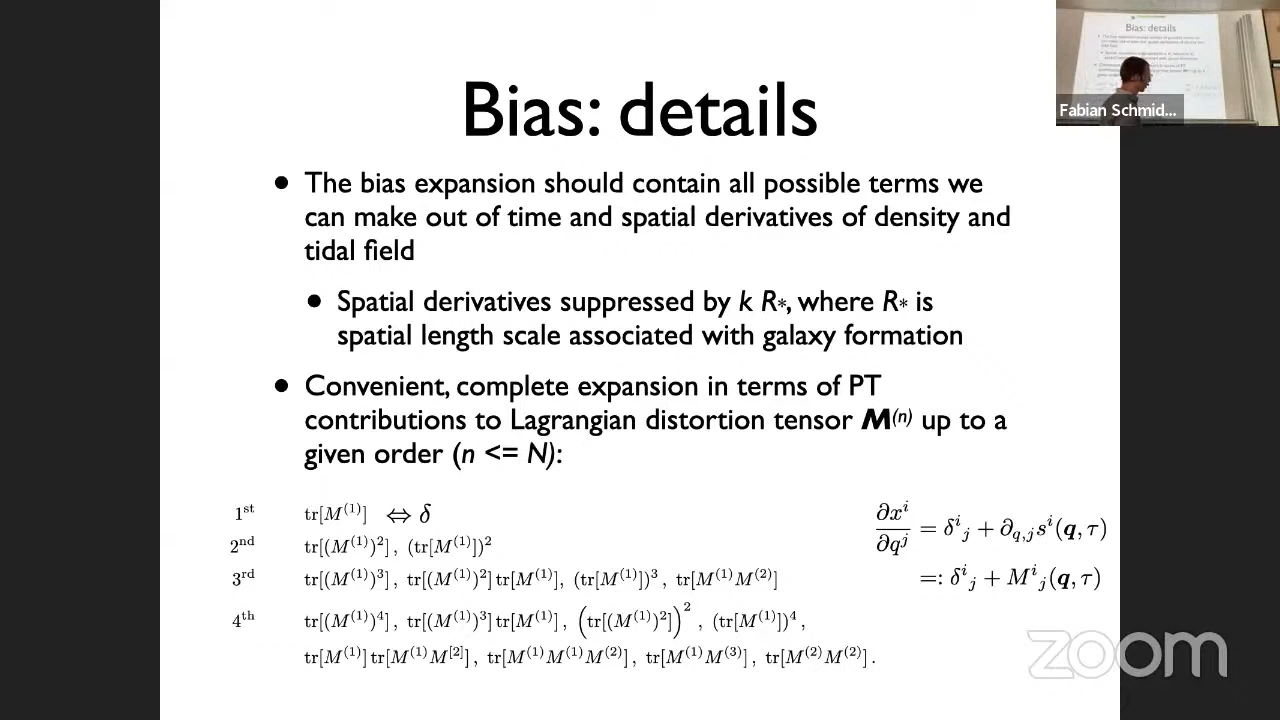 Bias: details
Fabian Schmid...
• The bias expansion should contain all possible terms we
can make out of time and spatial derivatives of density and
tidal field
• Spatial derivatives suppressed by k R*, where R* is
spatial length scale associated with galaxy formation
• Convenient, complete expansion in terms of PT
contributions to Lagrangian distortion tensor M⁽ⁿ⁾ up to a
given order (n <= N):
1ˢᵗ tr[M⁽¹⁾] ⇔ δ
2ⁿᵈ tr[(M⁽¹⁾)²] , (tr[M⁽¹⁾])²
3ʳᵈ tr[(M⁽¹⁾)³] , tr[(M⁽¹⁾)²] tr[M⁽¹⁾] , (tr[M⁽¹⁾])³ , tr[M⁽¹⁾M⁽²⁾]
4ᵗʰ tr[(M⁽¹⁾)⁴] , tr[(M⁽¹⁾)³] tr[M⁽¹⁾] , (tr[(M⁽¹⁾)²])² , (tr[M⁽¹⁾])⁴ ,
tr[M⁽¹⁾] tr[M⁽¹⁾M^[2]] , tr[M⁽¹⁾M⁽¹⁾M⁽²⁾] , tr[M⁽¹⁾M⁽³⁾] , tr[M⁽²⁾M⁽²⁾] .
∂xⁱ/∂qʲ = δⁱⱼ + ∂_{q,j}sⁱ(q, τ)
=: δⁱⱼ + Mⁱⱼ(q, τ)
zoom